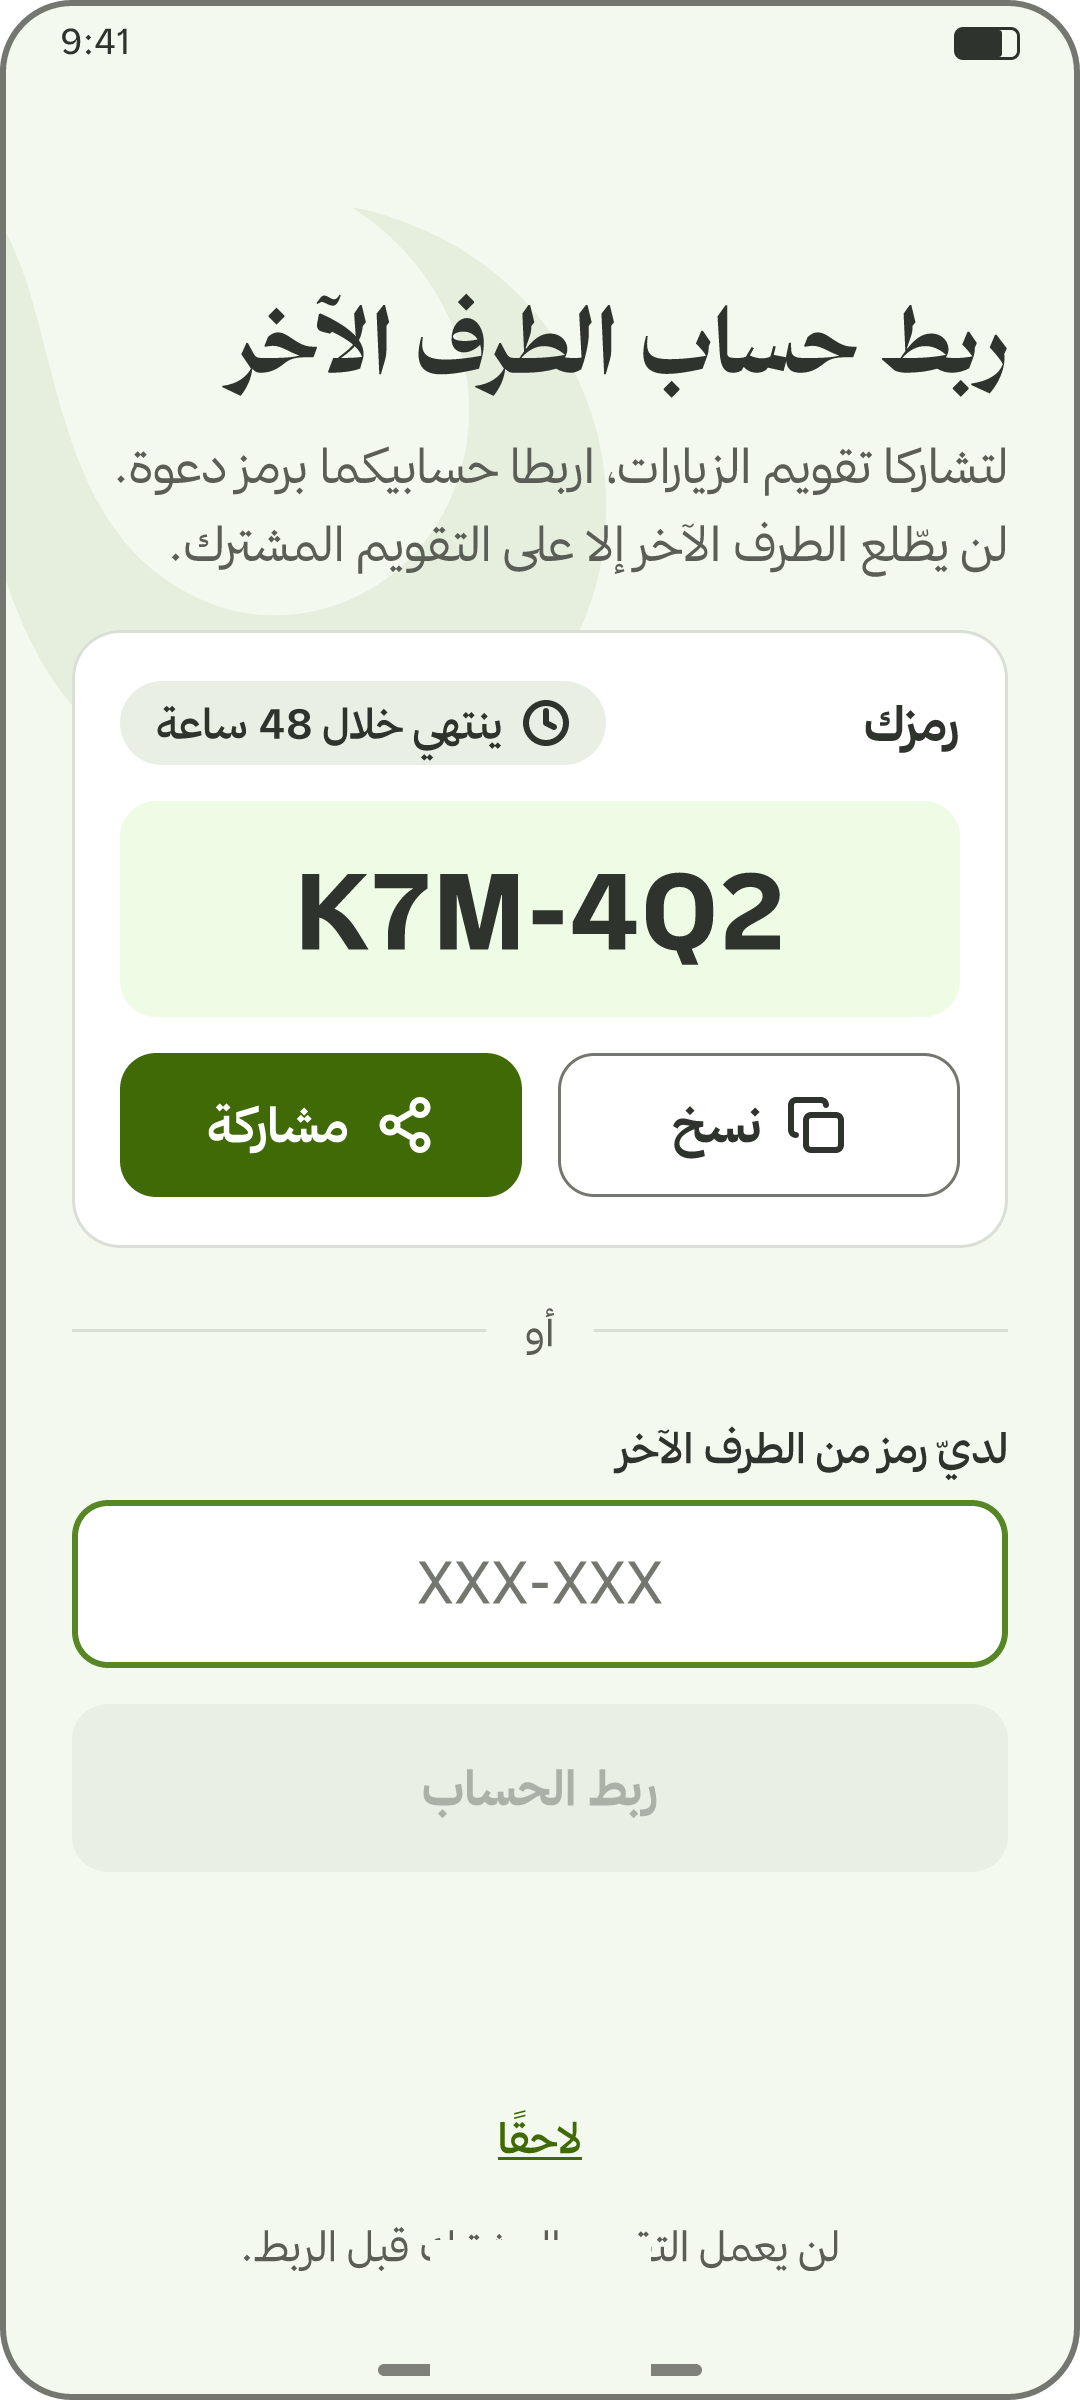 9:41
ربط حساب الطرف الآخر
لتشاركا تقويم الزيارات، اربطا حسابيكما برمز دعوة.
لن يطّلع الطرف الآخر إلا على التقويم المشترك.
رمزك
ينتهي خلال 48 ساعة
K7M-4Q2
نسخ
مشاركة
أو
لديّ رمز من الطرف الآخر
XXX-XXX
ربط الحساب
لاحقًا
لن يعمل قبل الربط.